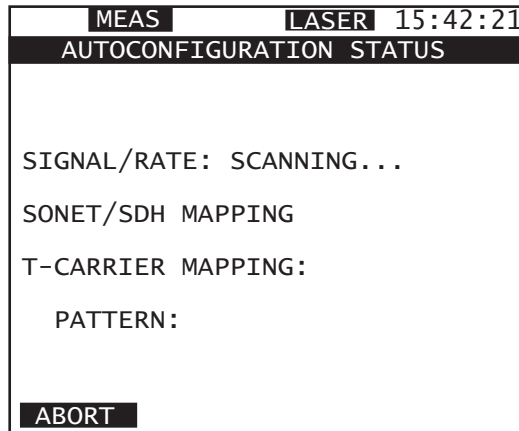 MEAS LASER 15:42:21
AUTOCONFIGURATION STATUS
SIGNAL/RATE: SCANNING...
SONET/SDH MAPPING
T-CARRIER MAPPING:
PATTERN:
ABORT